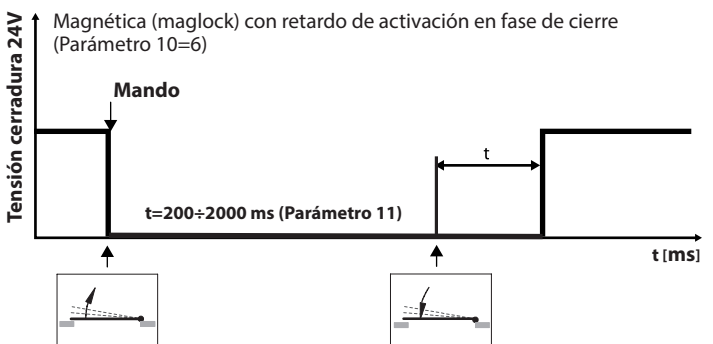 Magnética (maglock) con retardo de activación en fase de cierre
(Parámetro 10=6)
Tensión cerradura 24V
Mando
t
t=200÷2000 ms (Parámetro 11)
t [ms]